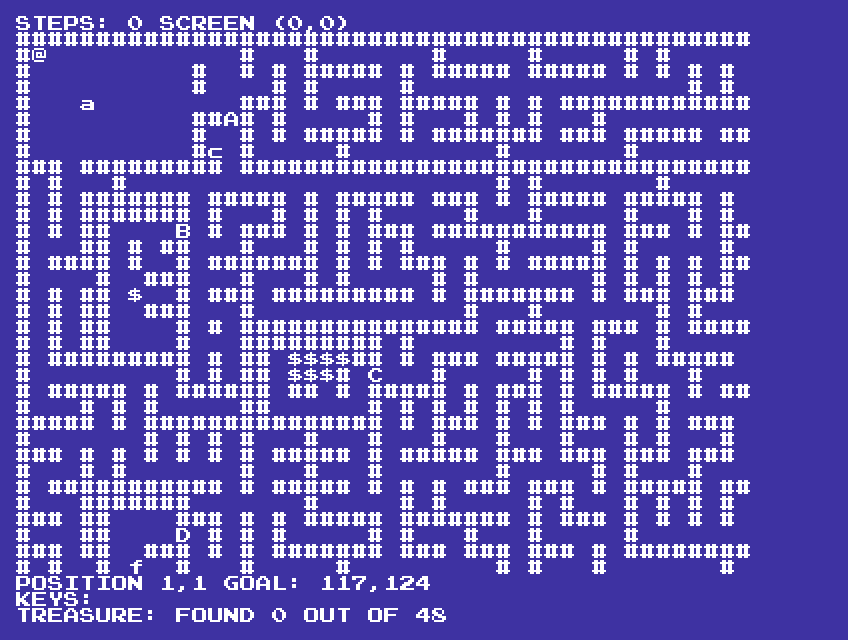 STEPS: 0 SCREEN (0,0)
@
a
A
c
B
$
$$$$
$$$ C
D
f
POSITION 1,1 GOAL: 117,124
KEYS:
TREASURE: FOUND 0 OUT OF 48